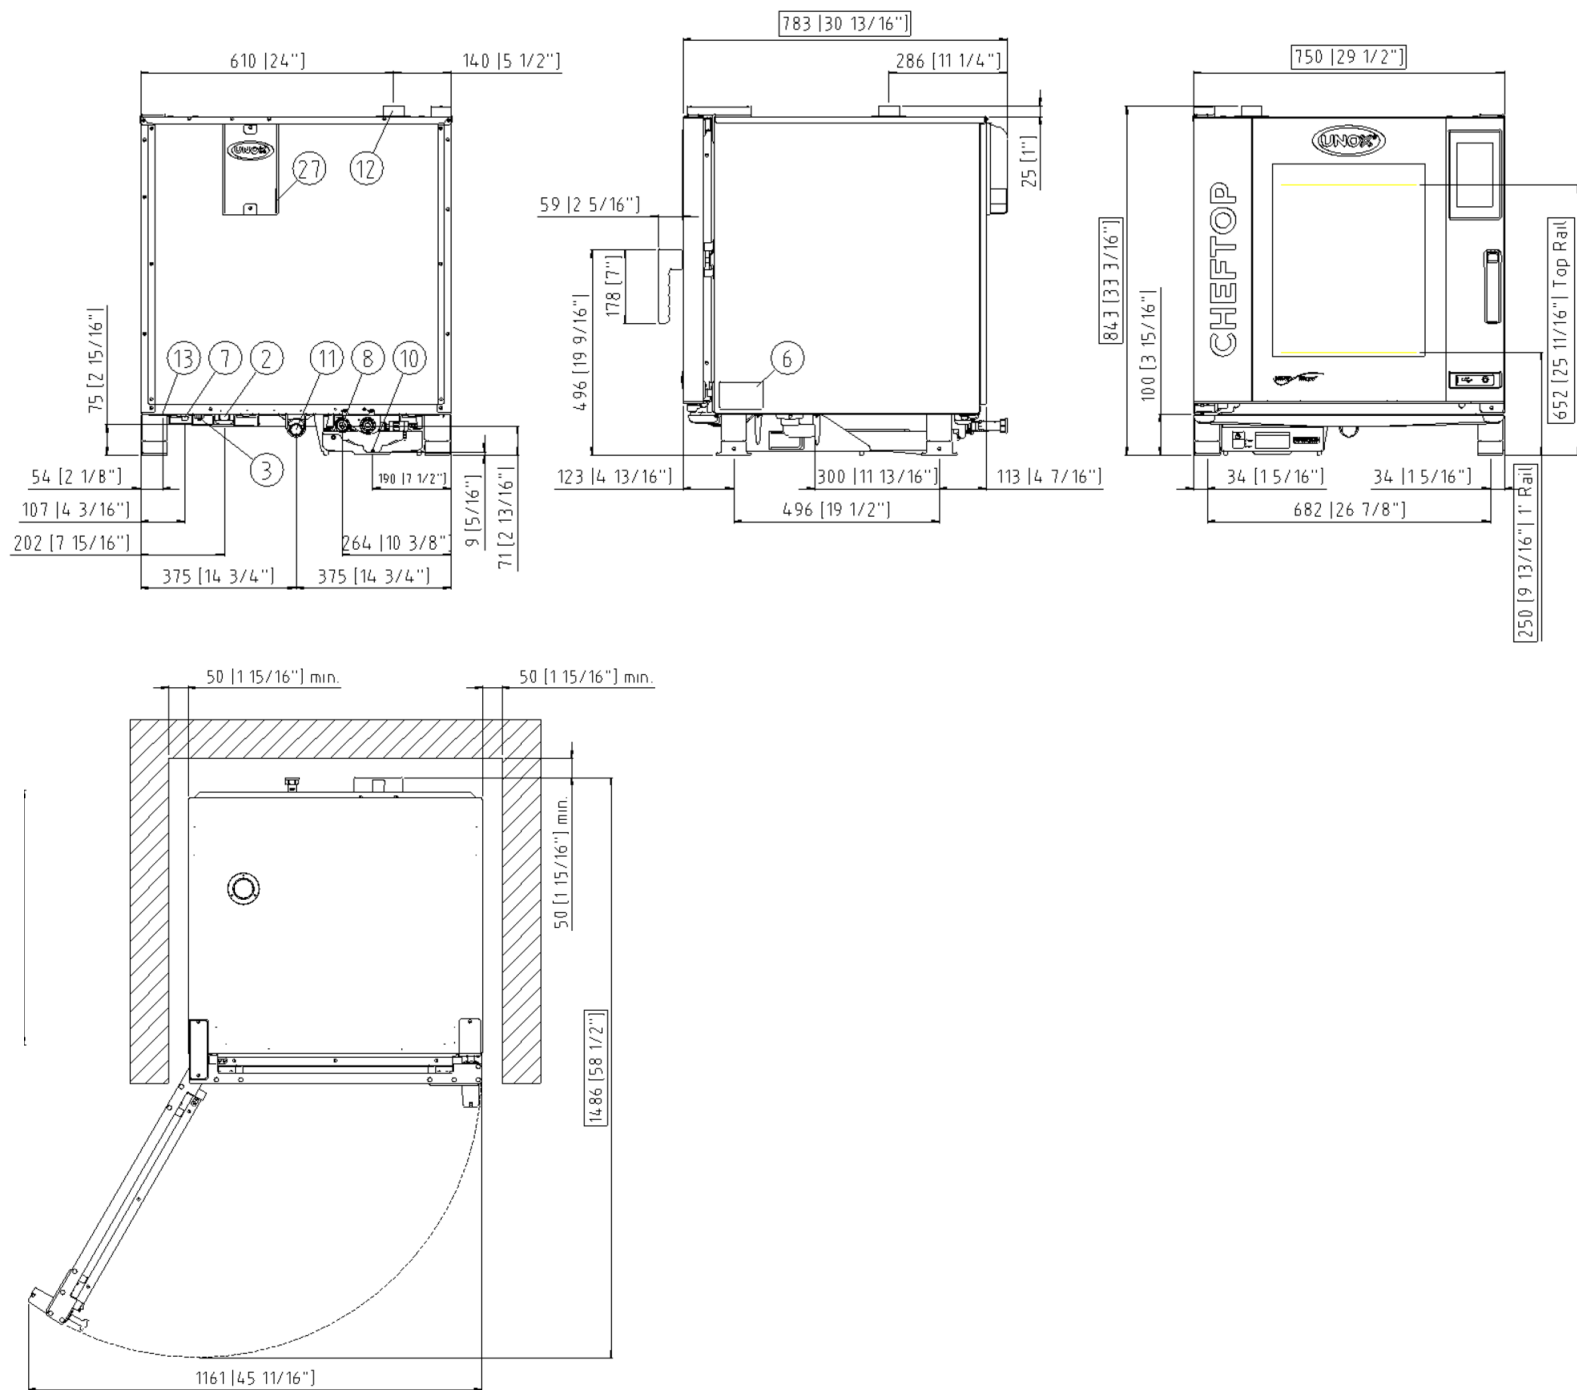 783 [30 13/16"]
610 [24"]
140 [5 1/2"]
286 [11 1/4"]
750 [29 1/2"]
UNOX
27
12
25 [1"]
UNOX
59 [2 5/16"]
178 [7"]
496 [19 9/16"]
843 [33 3/16"]
100 [3 15/16"]
CHEFTOP
652 [25 11/16"] Top Rail
75 [2 15/16"]
13
7
2
11
8
10
6
3
54 [2 1/8"]
190 [7 1/2"]
123 [4 13/16"]
300 [11 13/16"]
113 [4 7/16"]
34 [1 5/16"]
34 [1 5/16"]
107 [4 3/16"]
496 [19 1/2"]
682 [26 7/8"]
202 [7 15/16"]
264 [10 3/8"]
9 [5/16"]
71 [2 13/16"]
375 [14 3/4"]
375 [14 3/4"]
250 [9 13/16"] 1' Rail
50 [1 15/16"] min.
50 [1 15/16"] min.
50 [1 15/16"] min.
1486 [58 1/2"]
1161 [45 11/16"]